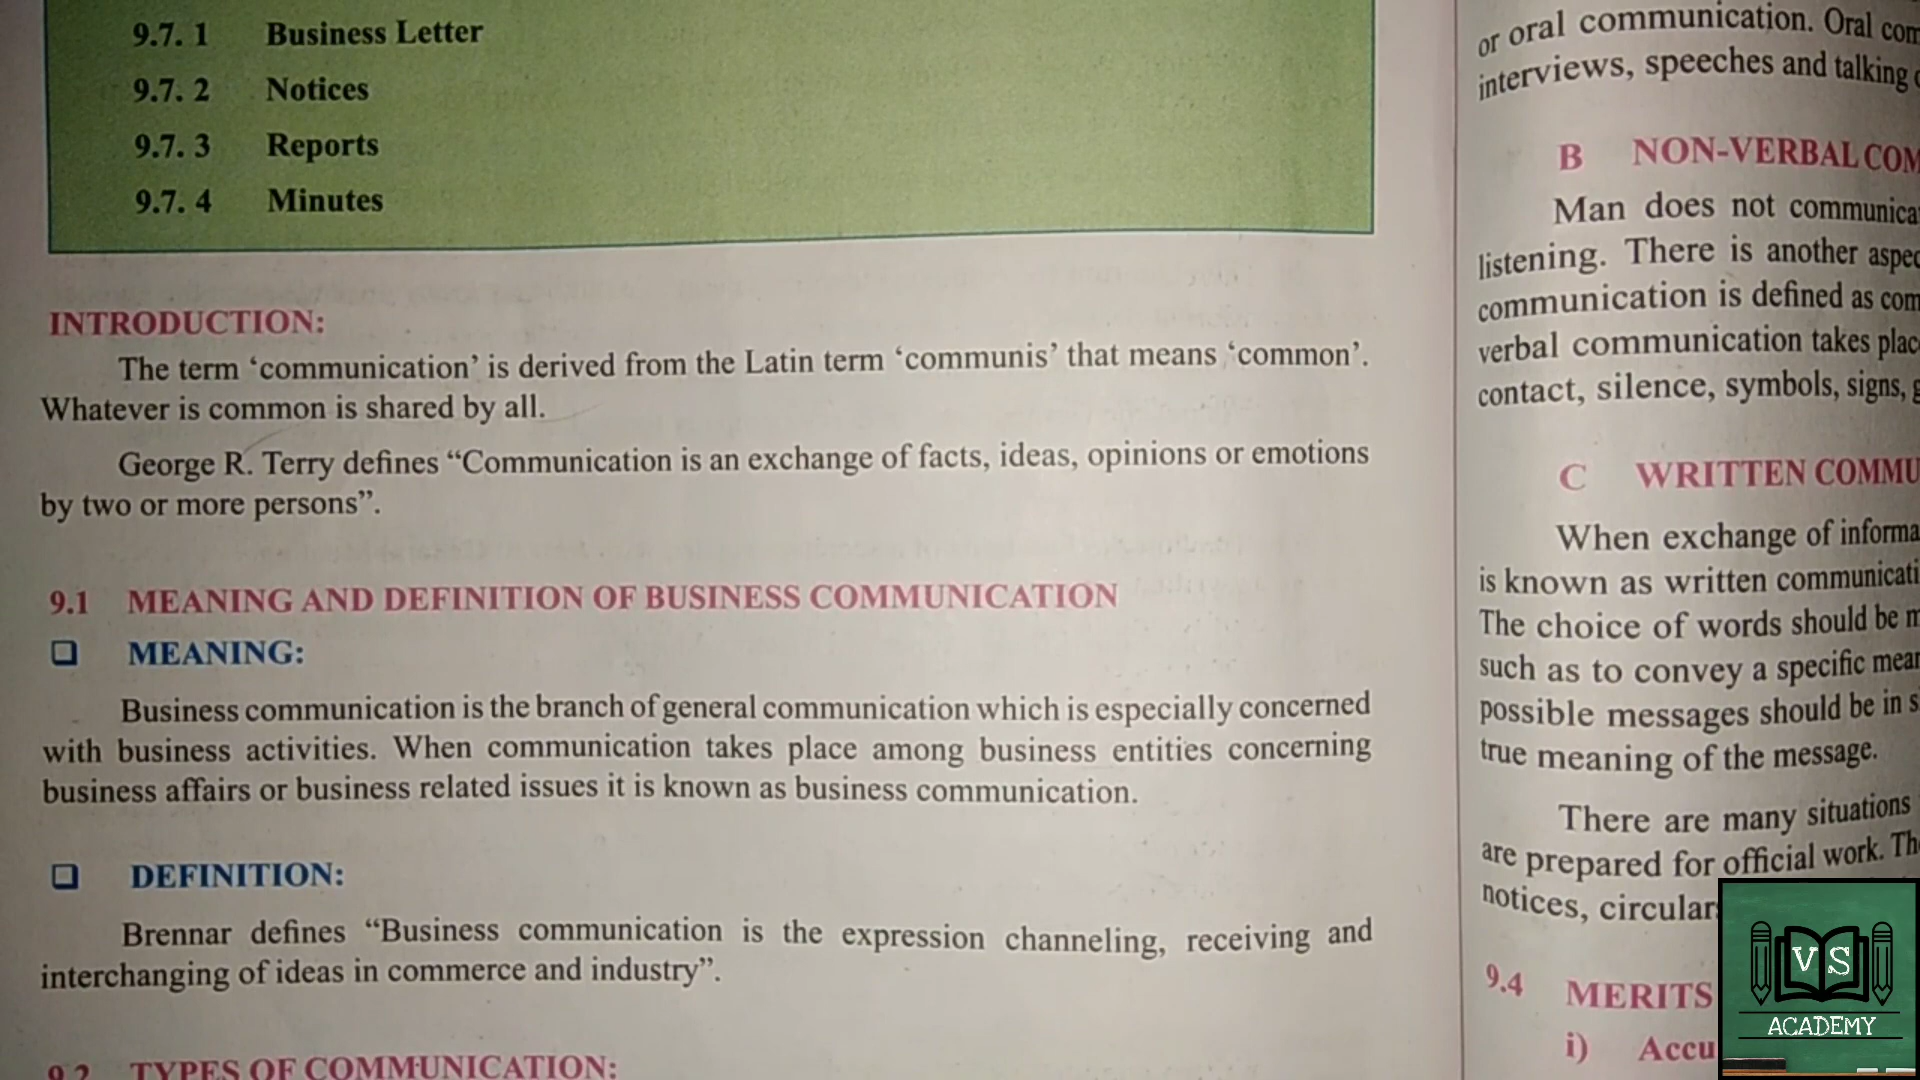 9.7. 1 Business Letter
9.7. 2 Notices
9.7. 3 Reports
9.7. 4 Minutes
INTRODUCTION:
The term ‘communication’ is derived from the Latin term ‘communis’ that means ‘common’.
Whatever is common is shared by all.
George R. Terry defines “Communication is an exchange of facts, ideas, opinions or emotions
by two or more persons”.
9.1 MEANING AND DEFINITION OF BUSINESS COMMUNICATION
❑ MEANING:
Business communication is the branch of general communication which is especially concerned
with business activities. When communication takes place among business entities concerning
business affairs or business related issues it is known as business communication.
❑ DEFINITION:
Brennar defines “Business communication is the expression channeling, receiving and
interchanging of ideas in commerce and industry”.
9.2 TYPES OF COMMUNICATION:
or oral communication. Oral
interviews, speeches and talking
B NON-VERBAL
Man does not
listening. There is another
communication is defined as
verbal communication takes
contact, silence, symbols, signs,
C WRITTEN
When exchange of
is known as written
The choice of words should be
such as to convey a specific
possible messages should be in
true meaning of the message.
There are many situations
are prepared for official work.
notices,
9.4 MERITS
i)
VS
ACADEMY